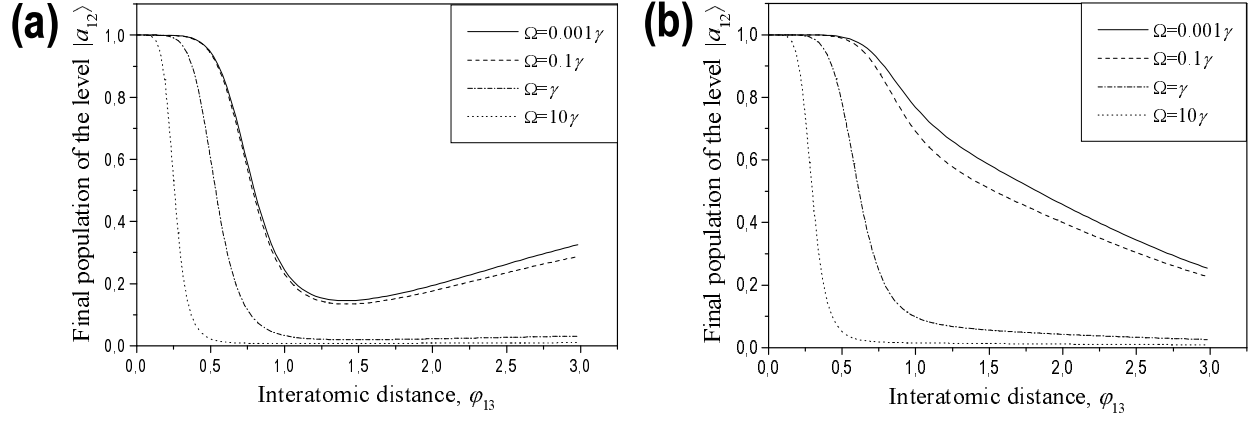 (a)
Final population of the level |a₁₂⟩
1,0
0,8
0,6
0,4
0,2
0,0
0,0 0,5 1,0 1,5 2,0 2,5 3,0
Interatomic distance, φ₁₃
Ω=0.001γ
Ω=0.1γ
Ω=γ
Ω=10γ
(b)
Final population of the level |a₁₂⟩
1,0
0,8
0,6
0,4
0,2
0,0
0,0 0,5 1,0 1,5 2,0 2,5 3,0
Interatomic distance, φ₁₃
Ω=0.001γ
Ω=0.1γ
Ω=γ
Ω=10γ